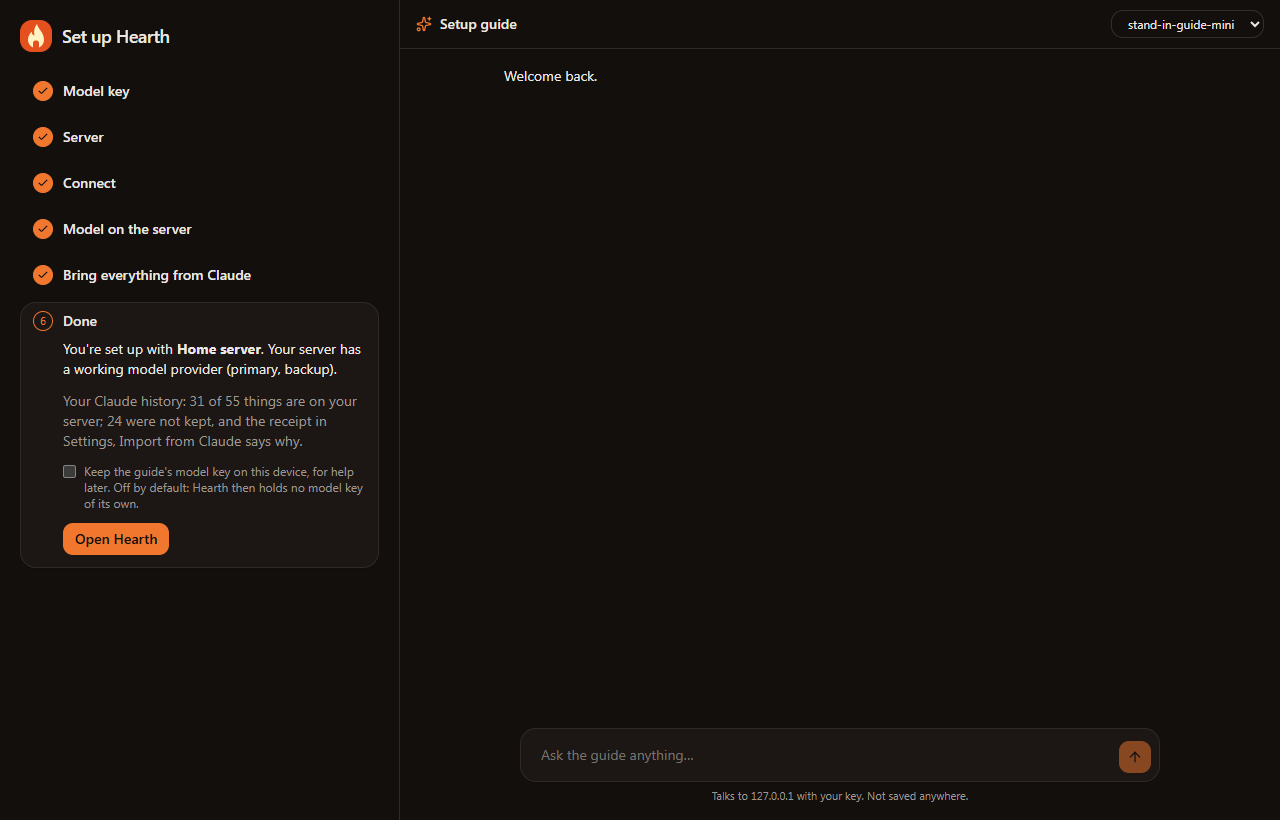 Set up Hearth
Model key
Server
Connect
Model on the server
Bring everything from Claude
6 Done
You're set up with Home server. Your server has
a working model provider (primary, backup).
Your Claude history: 31 of 55 things are on your
server; 24 were not kept, and the receipt in
Settings, Import from Claude says why.
Keep the guide's model key on this device, for help
later. Off by default: Hearth then holds no model key
of its own.
Open Hearth
Setup guide
stand-in-guide-mini
Welcome back.
Ask the guide anything...
Talks to 127.0.0.1 with your key. Not saved anywhere.